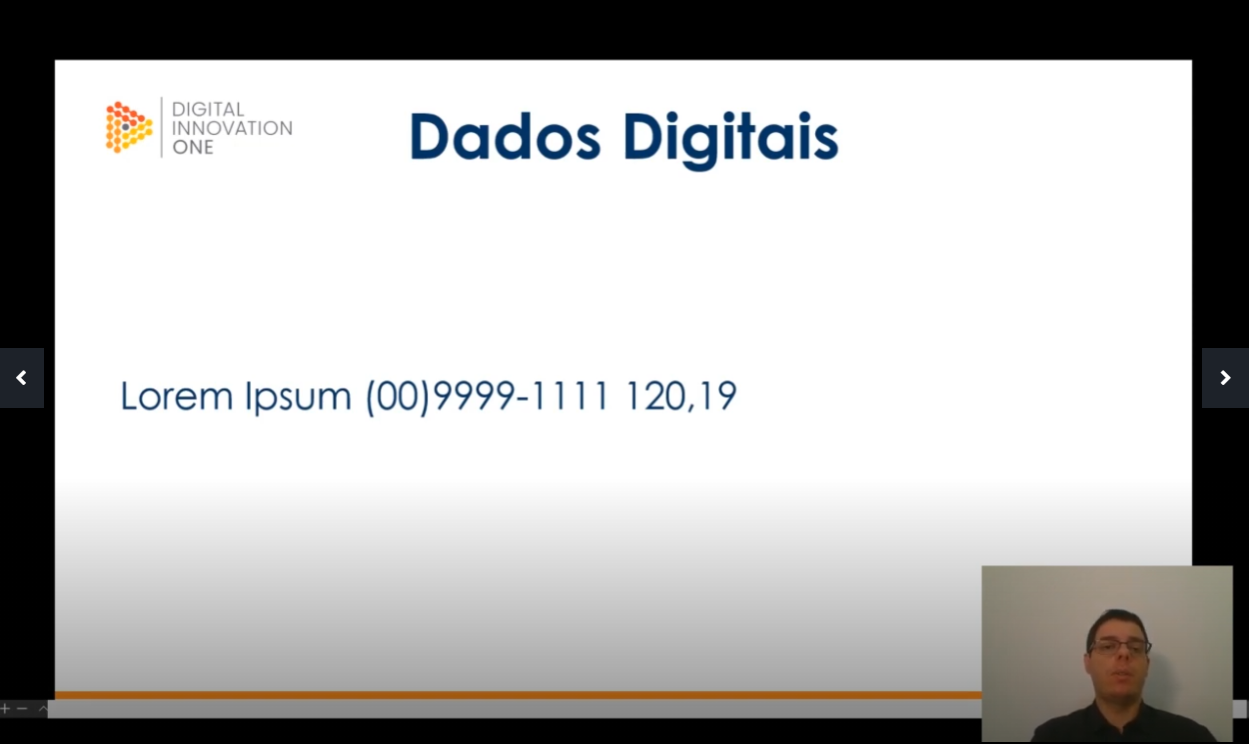 DIGITAL
INNOVATION
ONE
Dados Digitais
Lorem Ipsum (00)9999-1111 120,19